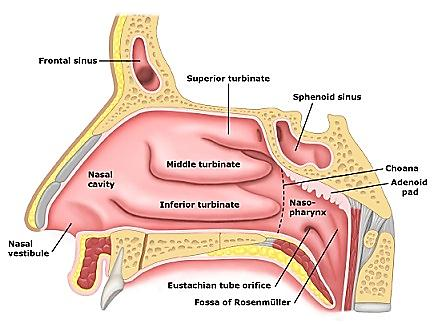 Frontal sinus
Superior turbinate
Sphenoid sinus
Middle turbinate
Choana
Nasal
cavity
Adenoid
pad
Inferior turbinate
Naso-
pharynx
Nasal
vestibule
Eustachian tube orifice
Fossa of Rosenmüller